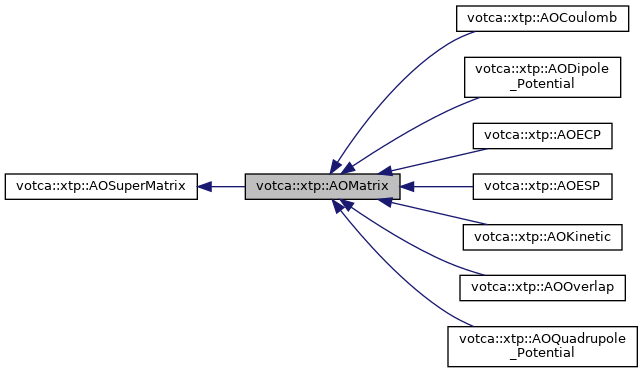 votca::xtp::AOCoulomb
votca::xtp::AODipole
_Potential
votca::xtp::AOECP
votca::xtp::AOSuperMatrix
votca::xtp::AOMatrix
votca::xtp::AOESP
votca::xtp::AOKinetic
votca::xtp::AOOverlap
votca::xtp::AOQuadrupole
_Potential